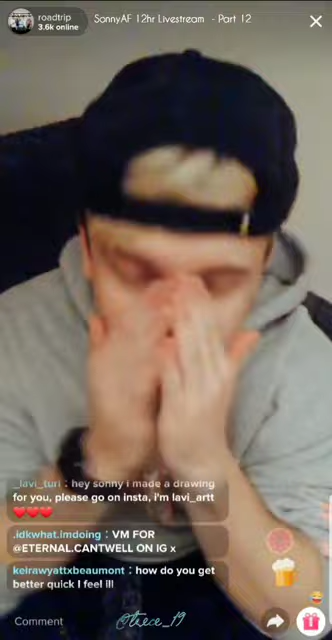 roadtrip
3.6k online
SonnyAF 12hr Livestream - Part 12
_lavi_turi : hey sonny i made a drawing
for you, please go on insta, i'm lavi_artt
❤️❤️❤️
.idkwhat.imdoing : VM FOR
@ETERNAL.CANTWELL ON IG x
keirawyattxbeaumont : how do you get
better quick I feel ill
Comment